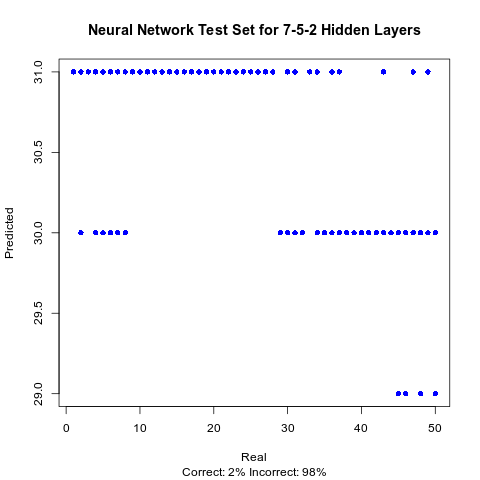 Neural Network Test Set for 7-5-2 Hidden Layers
Predicted
31.0
30.5
30.0
29.5
29.0
0 10 20 30 40 50
Real
Correct: 2% Incorrect: 98%